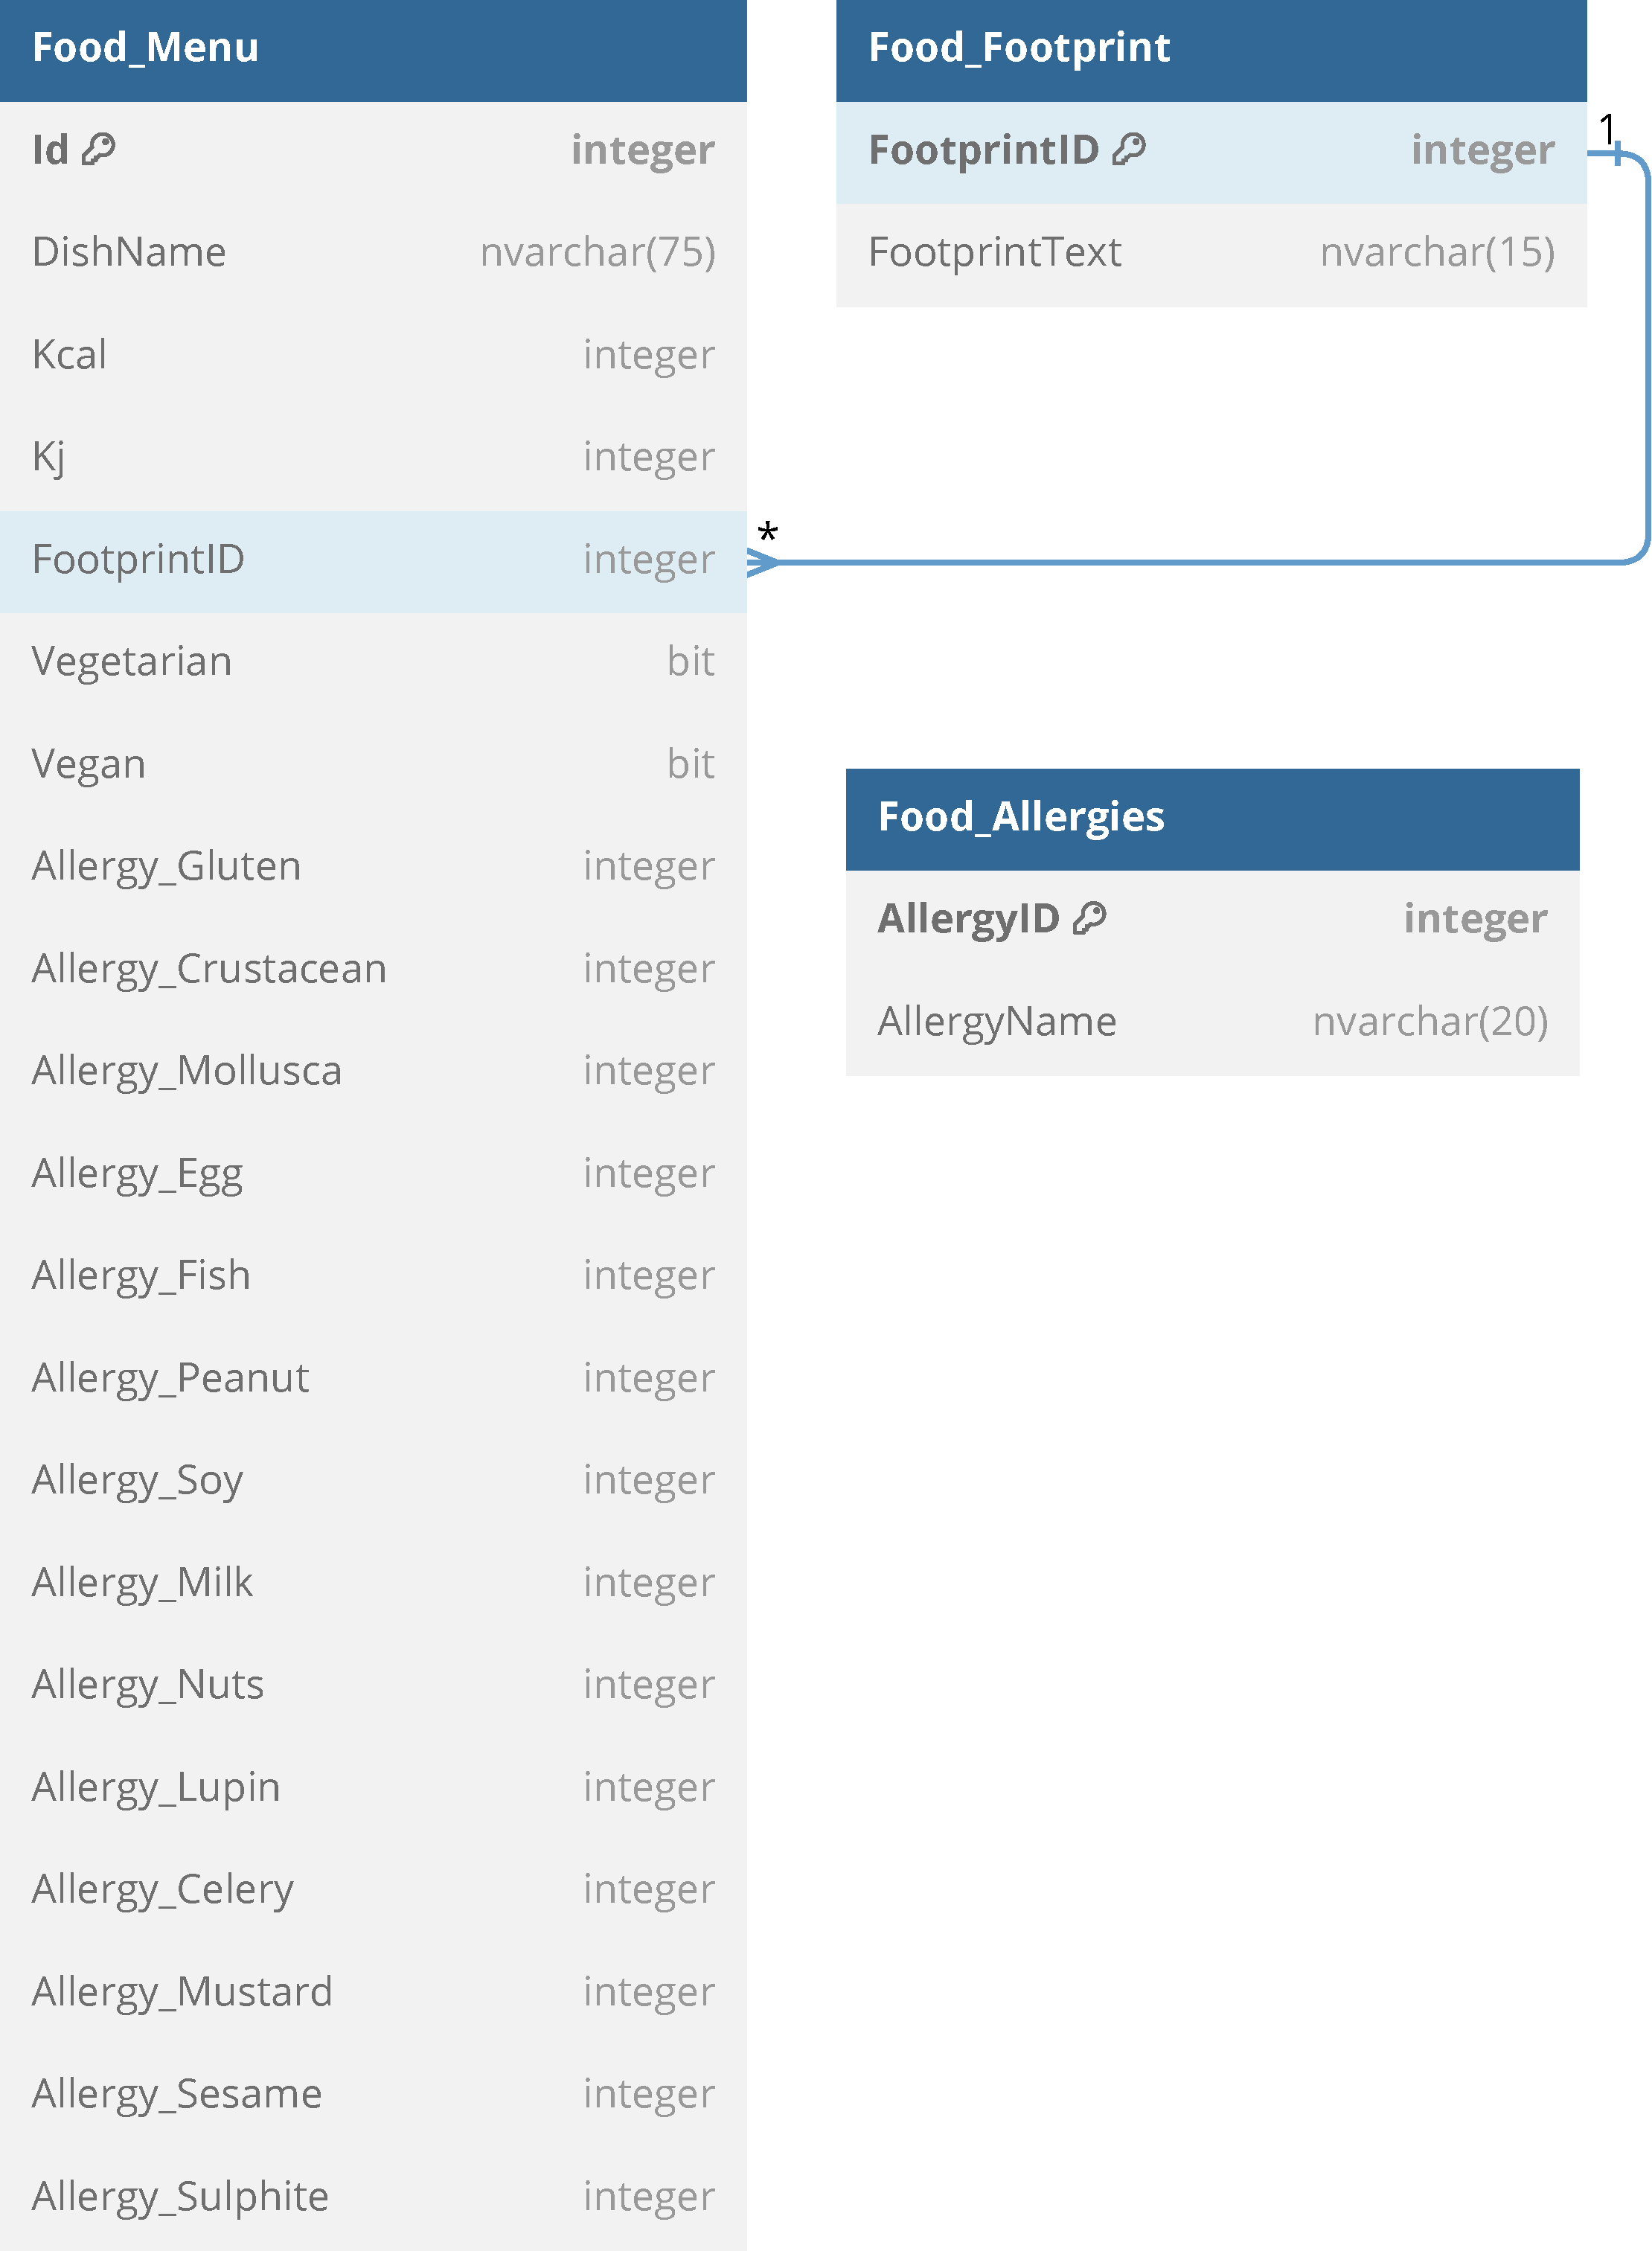 Food_Menu
Id integer
DishName nvarchar(75)
Kcal integer
Kj integer
FootprintID integer
Vegetarian bit
Vegan bit
Allergy_Gluten integer
Allergy_Crustacean integer
Allergy_Mollusca integer
Allergy_Egg integer
Allergy_Fish integer
Allergy_Peanut integer
Allergy_Soy integer
Allergy_Milk integer
Allergy_Nuts integer
Allergy_Lupin integer
Allergy_Celery integer
Allergy_Mustard integer
Allergy_Sesame integer
Allergy_Sulphite integer
Food_Footprint
FootprintID integer
FootprintText nvarchar(15)
1
*
Food_Allergies
AllergyID integer
AllergyName nvarchar(20)